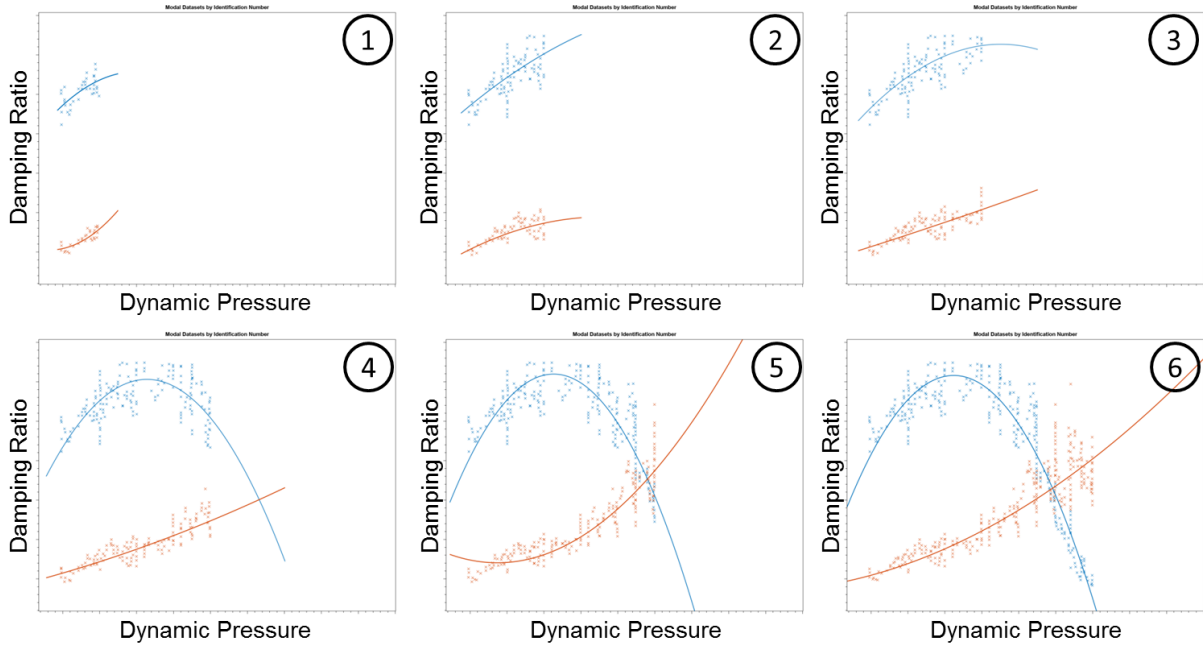 Modal Datasets by Identification Number
1
Damping Ratio
Dynamic Pressure
Modal Datasets by Identification Number
2
Damping Ratio
Dynamic Pressure
Modal Datasets by Identification Number
3
Damping Ratio
Dynamic Pressure
Modal Datasets by Identification Number
4
Damping Ratio
Dynamic Pressure
Modal Datasets by Identification Number
5
Damping Ratio
Dynamic Pressure
Modal Datasets by Identification Number
6
Damping Ratio
Dynamic Pressure